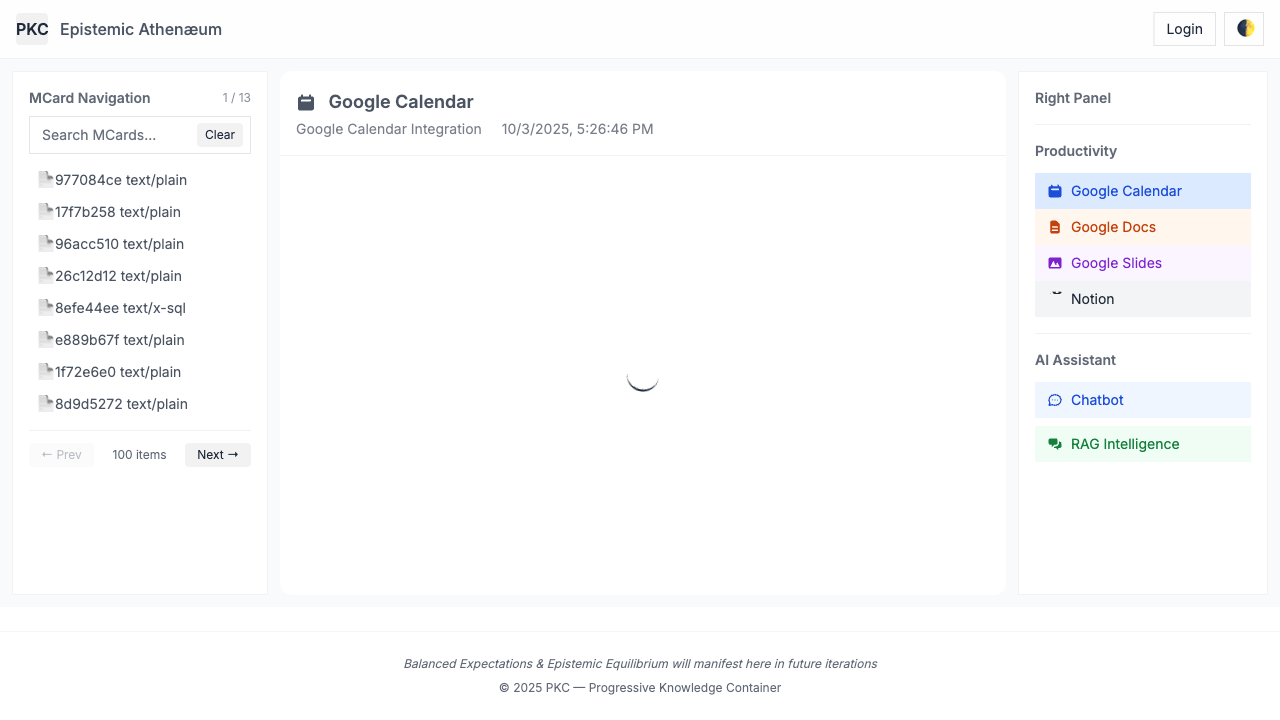 PKC Epistemic Athenæum
Login
MCard Navigation 1 / 13
Search MCards...
Clear
977084ce text/plain
17f7b258 text/plain
96acc510 text/plain
26c12d12 text/plain
8efe44ee text/x-sql
e889b67f text/plain
1f72e6e0 text/plain
8d9d5272 text/plain
← Prev 100 items Next →
Google Calendar
Google Calendar Integration 10/3/2025, 5:26:46 PM
Right Panel
Productivity
Google Calendar
Google Docs
Google Slides
Notion
AI Assistant
Chatbot
RAG Intelligence
Balanced Expectations & Epistemic Equilibrium will manifest here in future iterations
© 2025 PKC — Progressive Knowledge Container